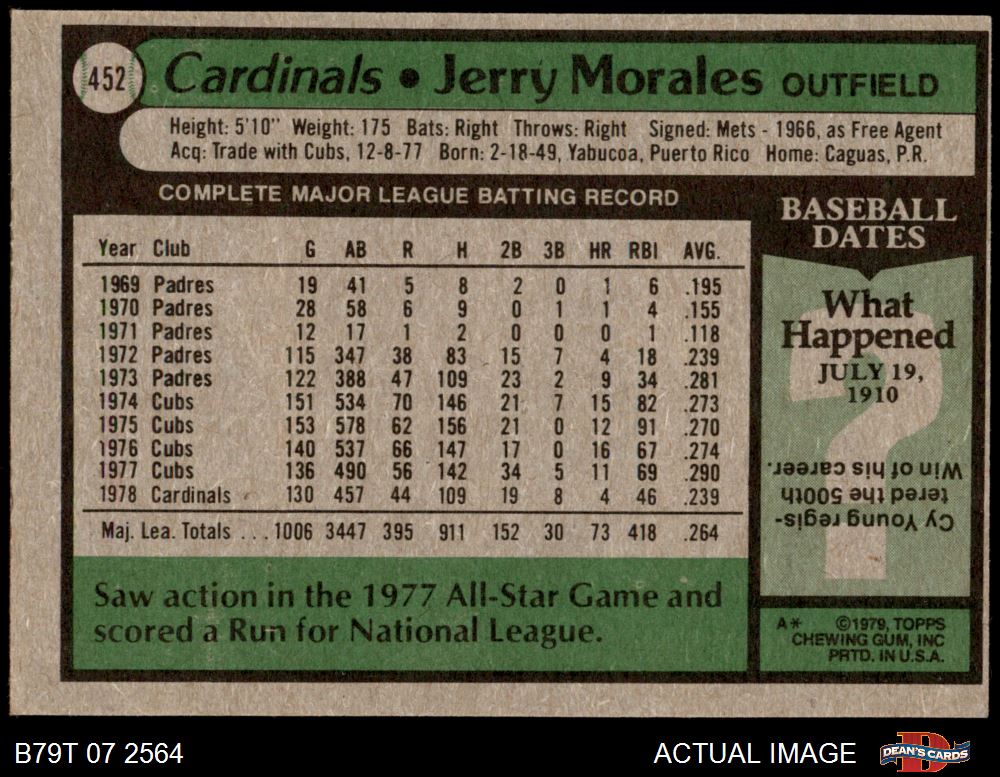 452 Cardinals • Jerry Morales OUTFIELD
Height: 5'10" Weight: 175 Bats: Right Throws: Right Signed: Mets - 1966, as Free Agent
Acq: Trade with Cubs, 12-8-77 Born: 2-18-49, Yabucoa, Puerto Rico Home: Caguas, P.R.
COMPLETE MAJOR LEAGUE BATTING RECORD
Year Club G AB R H 2B 3B HR RBI AVG.
1969 Padres 19 41 5 8 2 0 1 6 .195
1970 Padres 28 58 6 9 0 1 1 4 .155
1971 Padres 12 17 1 2 0 0 0 1 .118
1972 Padres 115 347 38 83 15 7 4 18 .239
1973 Padres 122 388 47 109 23 2 9 34 .281
1974 Cubs 151 534 70 146 21 7 15 82 .273
1975 Cubs 153 578 62 156 21 0 12 91 .270
1976 Cubs 140 537 66 147 17 0 16 67 .274
1977 Cubs 136 490 56 142 34 5 11 69 .290
1978 Cardinals 130 457 44 109 19 8 4 46 .239
Maj. Lea. Totals ... 1006 3447 395 911 152 30 73 418 .264
Saw action in the 1977 All-Star Game and
scored a Run for National League.
BASEBALL
DATES
What
Happened
JULY 19,
1910
?
Cy Young regis-
tered the 500th
Win of his career.
A* ©1979, TOPPS
CHEWING GUM, INC
PRTD. IN U.S.A.
B79T 07 2564
ACTUAL IMAGE
D
DEAN'S CARDS